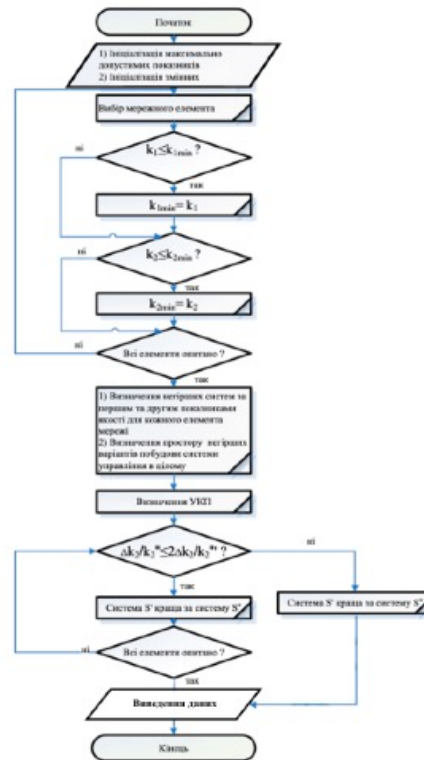 Початок
1) Ініціалізація максимально
допустимих показників
2) Ініціалізація змінних
Вибір мережного елемента
ні
k₁≤k₁min ?
так
k₁min= k₁
ні
k₂≤k₂min ?
так
k₂min= k₂
ні
Всі елементи опитано ?
так
1) Визначення негірших систем за
першим та другим показниками
якості для кожного елемента
мережі
2) Визначення простору негірших
варіантів побудови системи
управління в цілому
Визначення УКП
ні
так
Система S' краща за систему S''
ні
Всі елементи опитано ?
так
Виведення даних
Кінець